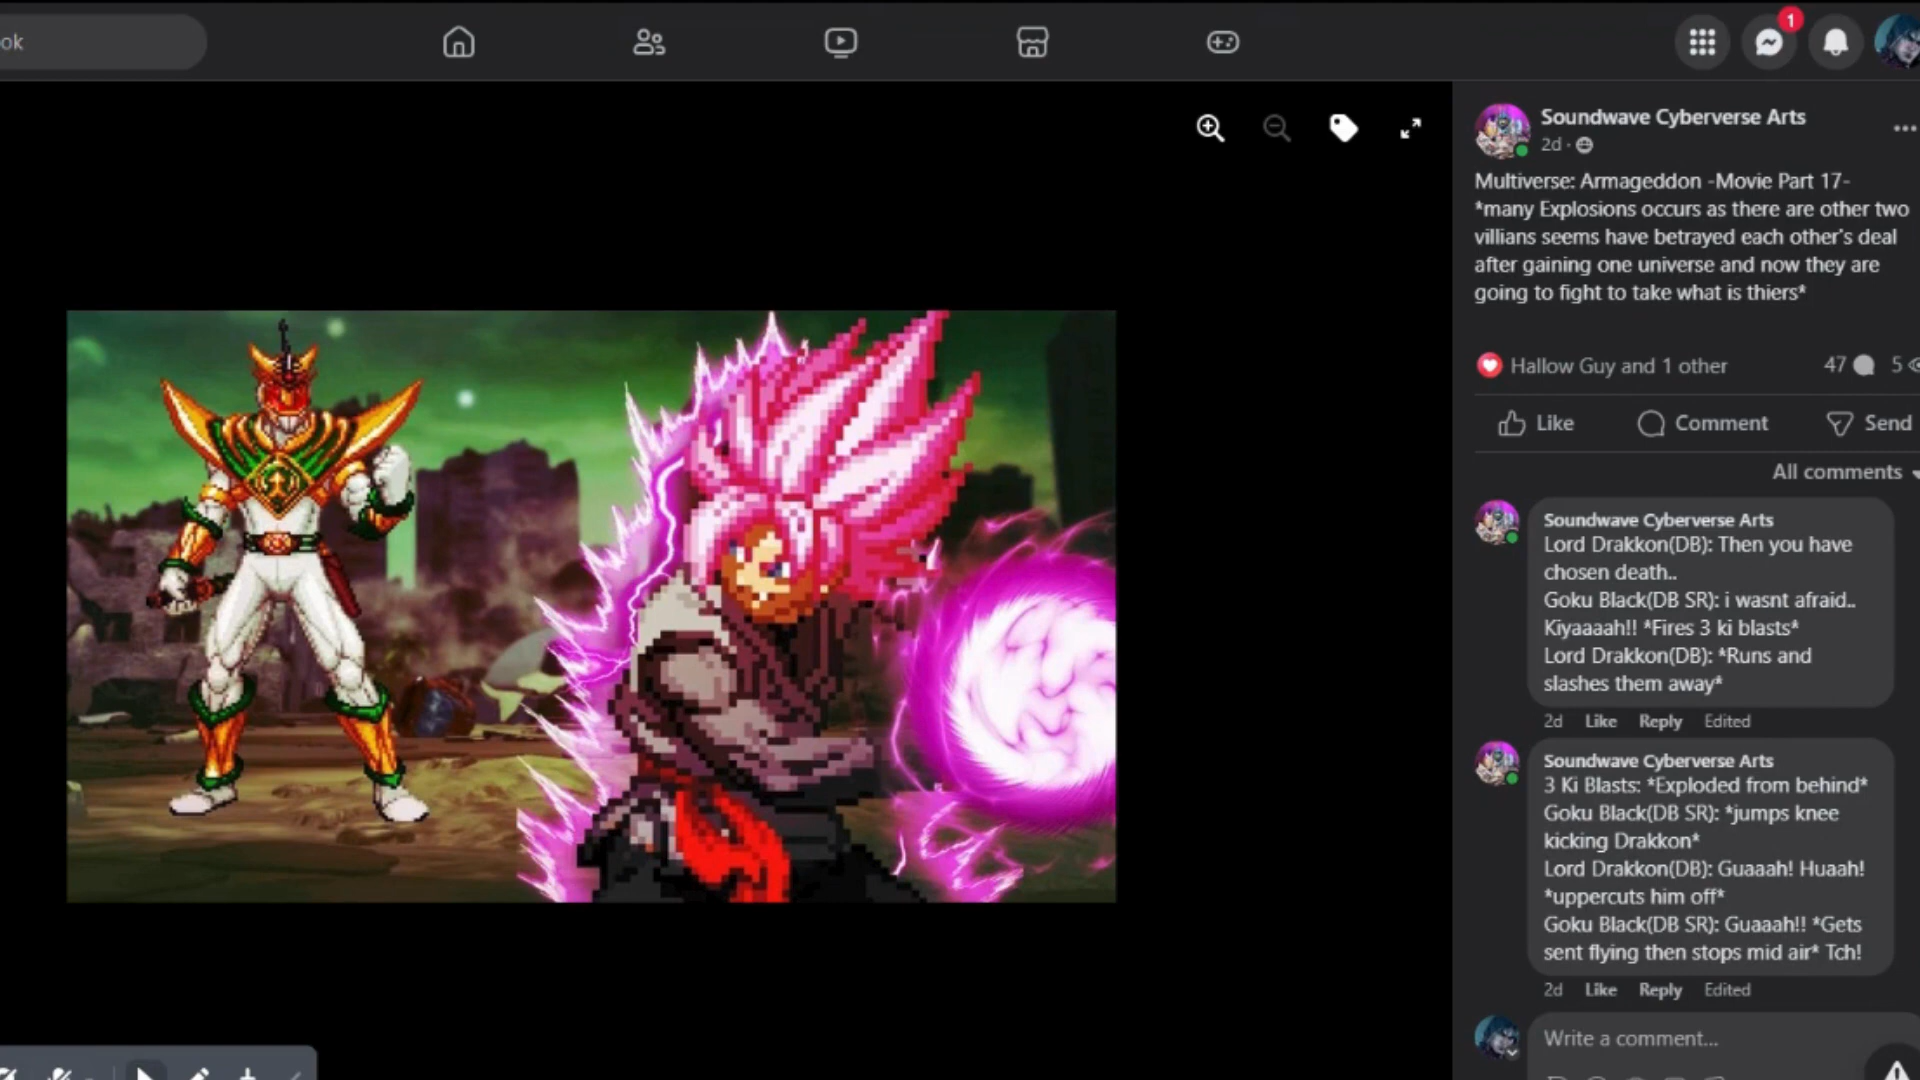 ok
1
Soundwave Cyberverse Arts
2d ·
Multiverse: Armageddon -Movie Part 17-
*many Explosions occurs as there are other two
villians seems have betrayed each other's deal
after gaining one universe and now they are
going to fight to take what is thiers*
Hallow Guy and 1 other
47 5
Like Comment Send
All comments
Soundwave Cyberverse Arts
Lord Drakkon(DB): Then you have
chosen death..
Goku Black(DB SR): i wasnt afraid..
Kiyaaaah!! *Fires 3 ki blasts*
Lord Drakkon(DB): *Runs and
slashes them away*
2d Like Reply Edited
Soundwave Cyberverse Arts
3 Ki Blasts: *Exploded from behind*
Goku Black(DB SR): *jumps knee
kicking Drakkon*
Lord Drakkon(DB): Guaaah! Huaah!
*uppercuts him off*
Goku Black(DB SR): Guaaah!! *Gets
sent flying then stops mid air* Tch!
2d Like Reply Edited
Write a comment...